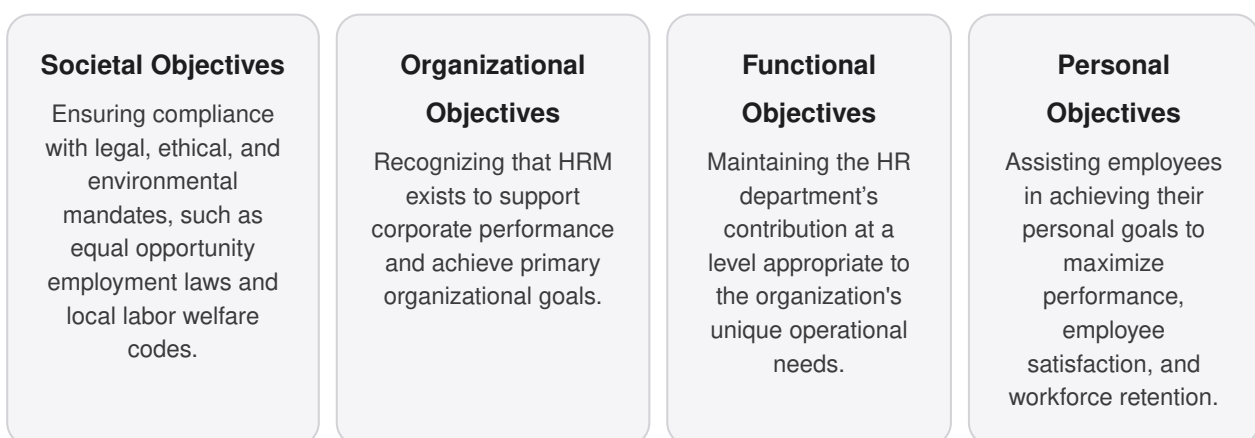 Societal Objectives
Ensuring compliance
with legal, ethical, and
environmental
mandates, such as
equal opportunity
employment laws and
local labor welfare
codes.
Organizational
Objectives
Recognizing that HRM
exists to support
corporate performance
and achieve primary
organizational goals.
Functional
Objectives
Maintaining the HR
department’s
contribution at a
level appropriate to
the organization's
unique operational
needs.
Personal
Objectives
Assisting employees
in achieving their
personal goals to
maximize
performance,
employee
satisfaction, and
workforce retention.